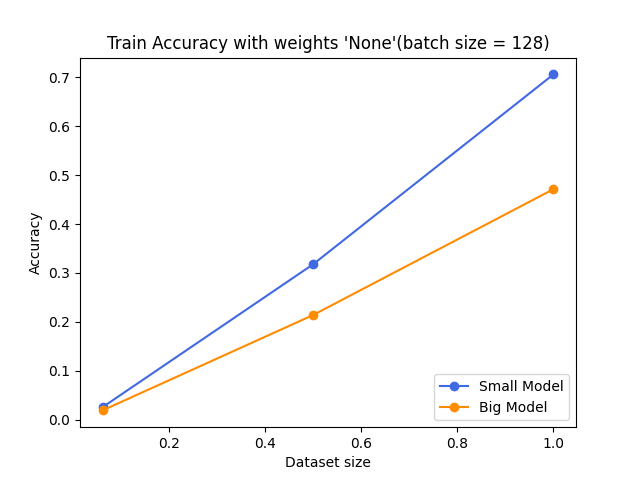 Train Accuracy with weights 'None'(batch size = 128)
0.7
0.6
0.5
0.4
0.3
0.2
0.1
0.0
Accuracy
0.2 0.4 0.6 0.8 1.0
Dataset size
Small Model
Big Model